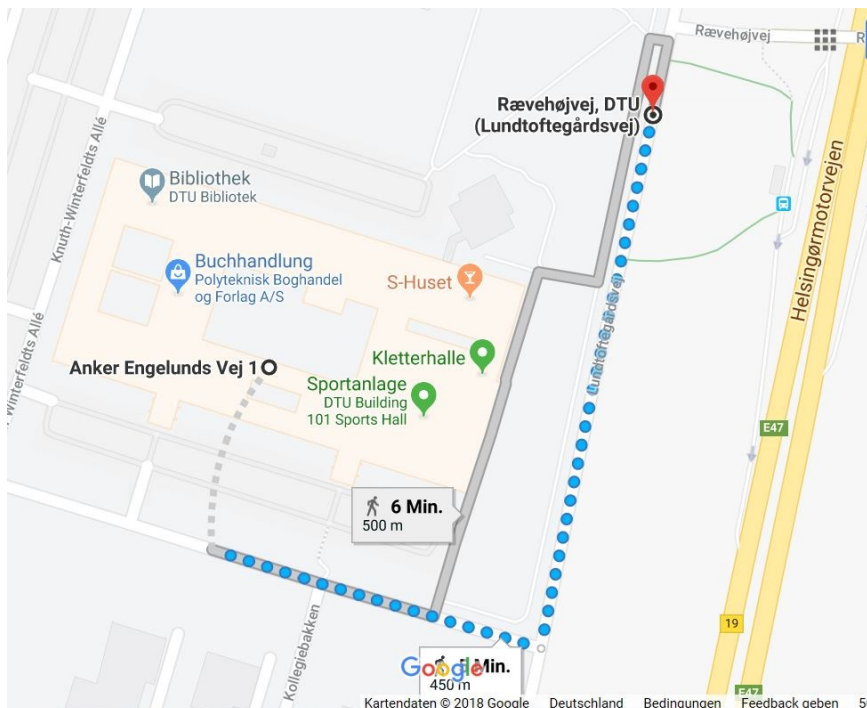 Rævehøjvej
R
Rævehøjvej, DTU
(Lundtoftegårdsvej)
Knuth-Winterfeldts Allé
Bibliothek
DTU Bibliotek
Buchhandlung
Polyteknisk Boghandel
og Forlag A/S
S-Huset
Helsingørmotorvejen
Lundtoftegårdsvej
Kletterhalle
Anker Engelunds Vej 1
Winterfeldts Allé
Sportanlage
DTU Building
101 Sports Hall
E47
6 Min.
500 m
Kollegiebakken
19
Google
Min.
450 m
E47
Kartendaten © 2018 Google Deutschland Bedingungen Feedback geben 5